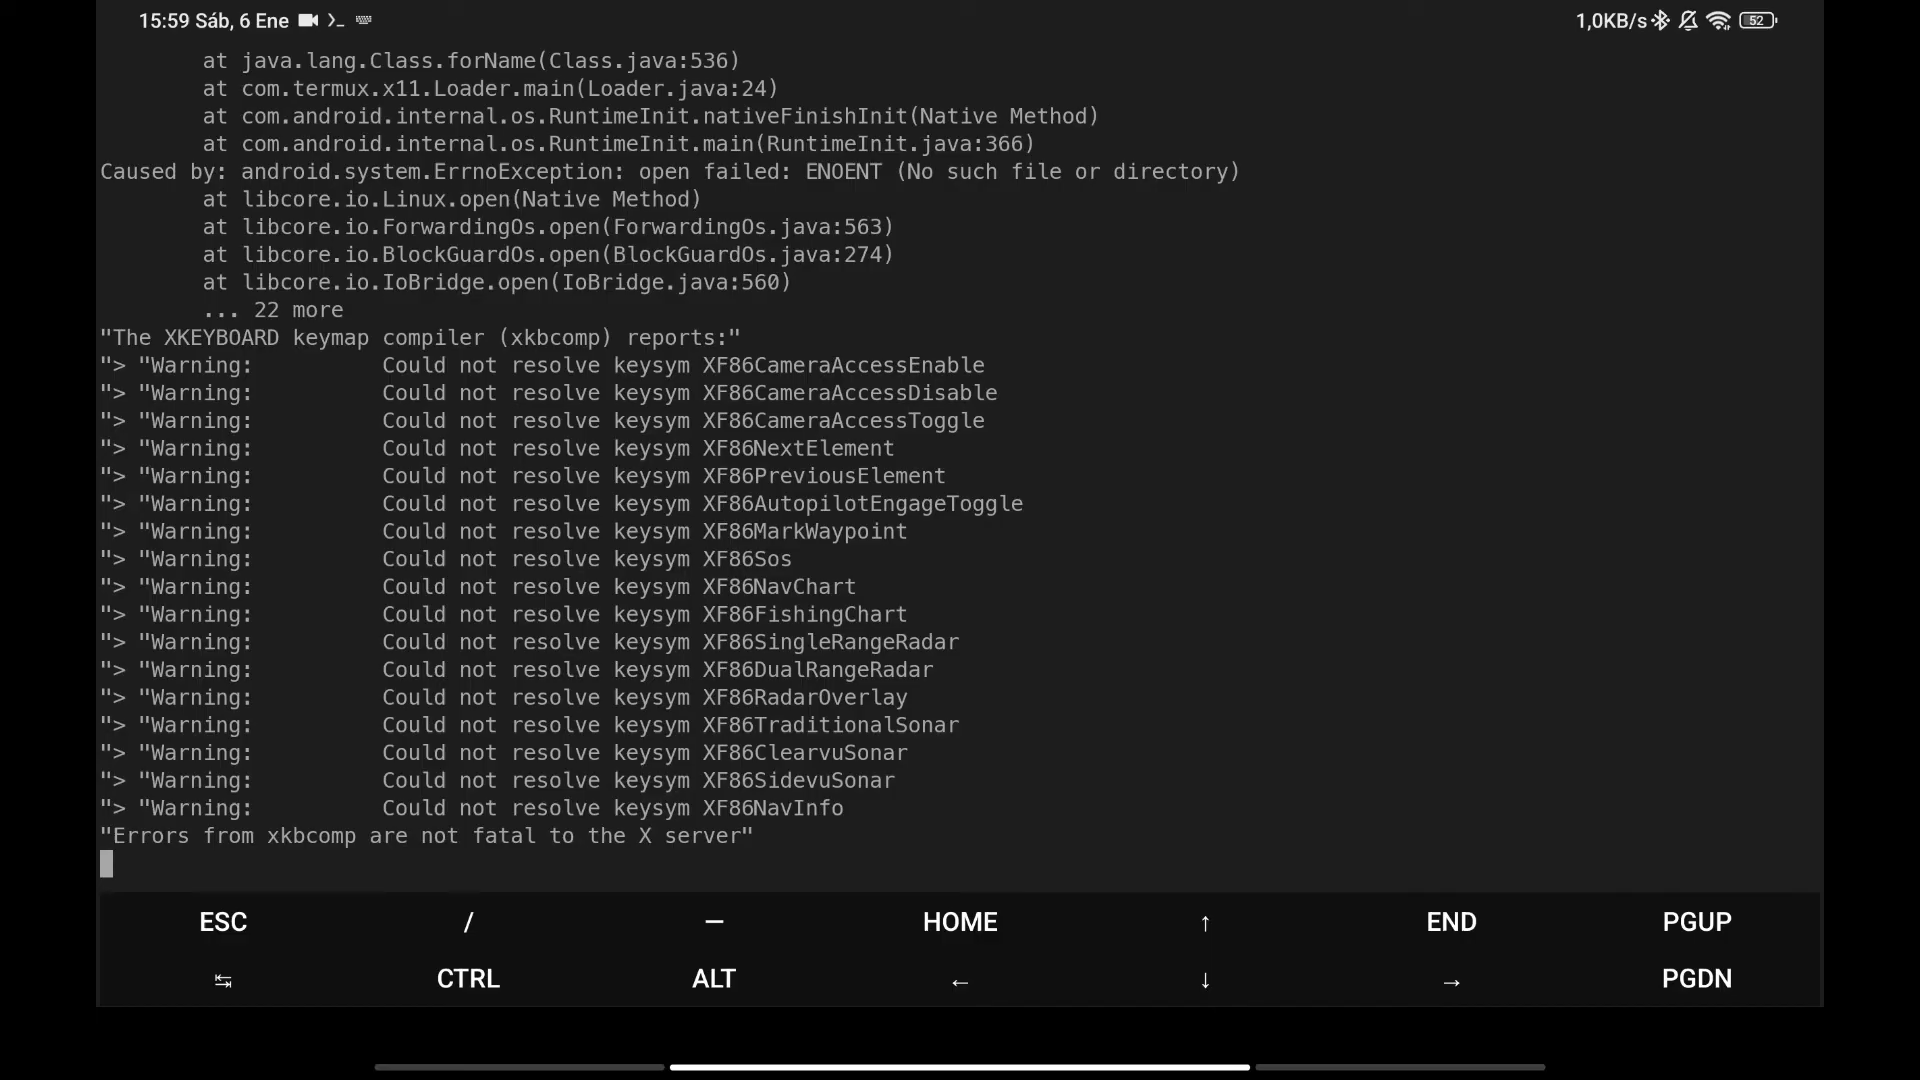 15:59 Sáb, 6 Ene
1,0KB/s 52
at java.lang.Class.forName(Class.java:536)
at com.termux.x11.Loader.main(Loader.java:24)
at com.android.internal.os.RuntimeInit.nativeFinishInit(Native Method)
at com.android.internal.os.RuntimeInit.main(RuntimeInit.java:366)
Caused by: android.system.ErrnoException: open failed: ENOENT (No such file or directory)
at libcore.io.Linux.open(Native Method)
at libcore.io.ForwardingOs.open(ForwardingOs.java:563)
at libcore.io.BlockGuardOs.open(BlockGuardOs.java:274)
at libcore.io.IoBridge.open(IoBridge.java:560)
... 22 more
"The XKEYBOARD keymap compiler (xkbcomp) reports:"
"> "Warning:          Could not resolve keysym XF86CameraAccessEnable
"> "Warning:          Could not resolve keysym XF86CameraAccessDisable
"> "Warning:          Could not resolve keysym XF86CameraAccessToggle
"> "Warning:          Could not resolve keysym XF86NextElement
"> "Warning:          Could not resolve keysym XF86PreviousElement
"> "Warning:          Could not resolve keysym XF86AutopilotEngageToggle
"> "Warning:          Could not resolve keysym XF86MarkWaypoint
"> "Warning:          Could not resolve keysym XF86Sos
"> "Warning:          Could not resolve keysym XF86NavChart
"> "Warning:          Could not resolve keysym XF86FishingChart
"> "Warning:          Could not resolve keysym XF86SingleRangeRadar
"> "Warning:          Could not resolve keysym XF86DualRangeRadar
"> "Warning:          Could not resolve keysym XF86RadarOverlay
"> "Warning:          Could not resolve keysym XF86TraditionalSonar
"> "Warning:          Could not resolve keysym XF86ClearvuSonar
"> "Warning:          Could not resolve keysym XF86SidevuSonar
"> "Warning:          Could not resolve keysym XF86NavInfo
"Errors from xkbcomp are not fatal to the X server"
ESC / — HOME ↑ END PGUP
↹ CTRL ALT ← ↓ → PGDN